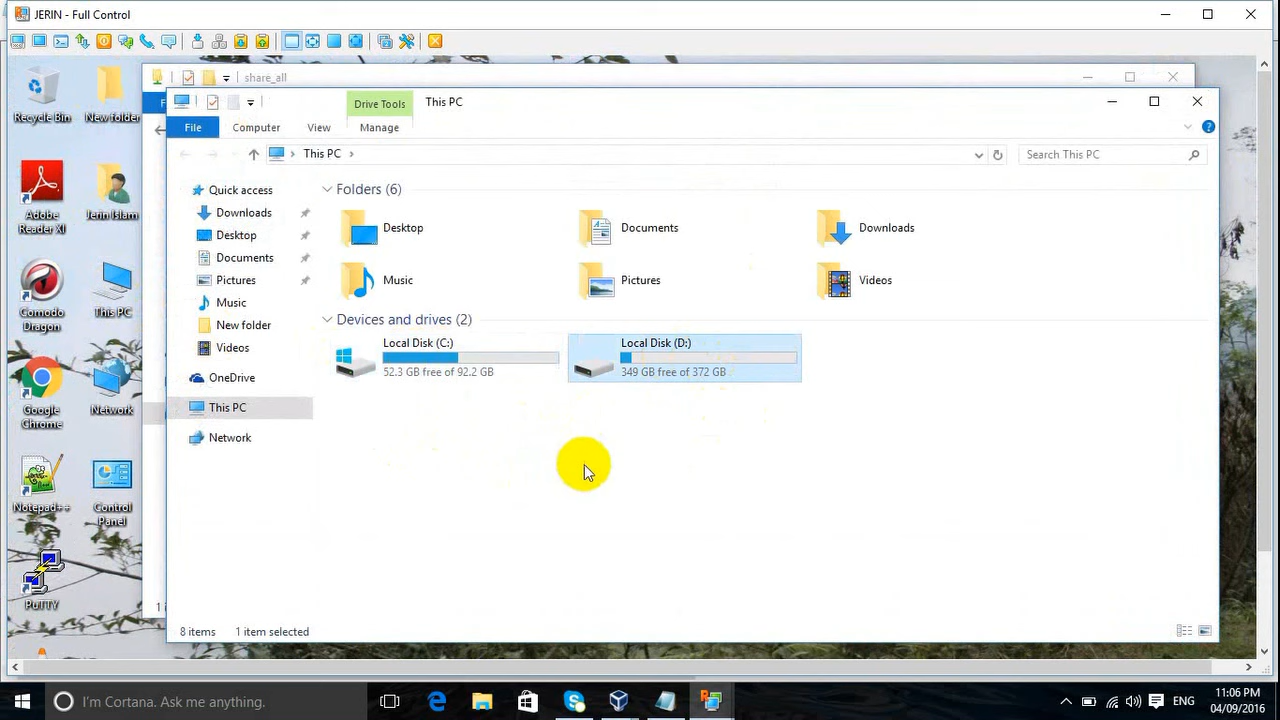 JERIN - Full Control
share_all
Drive Tools
This PC
File
Computer
View
Manage
This PC
Search This PC
Quick access
Downloads
Desktop
Documents
Pictures
Music
New folder
Videos
OneDrive
This PC
Network
Folders (6)
Desktop
Documents
Downloads
Music
Pictures
Videos
Devices and drives (2)
Local Disk (C:)
52.3 GB free of 92.2 GB
Local Disk (D:)
349 GB free of 372 GB
8 items
1 item selected
Recycle Bin
New folder
Adobe
Reader XI
Jerin Islam
Comodo
Dragon
This PC
Google
Chrome
Network
Notepad++
Control
Panel
PuTTY
F
1 i
I'm Cortana. Ask me anything.
ENG
11:06 PM
04/09/2016